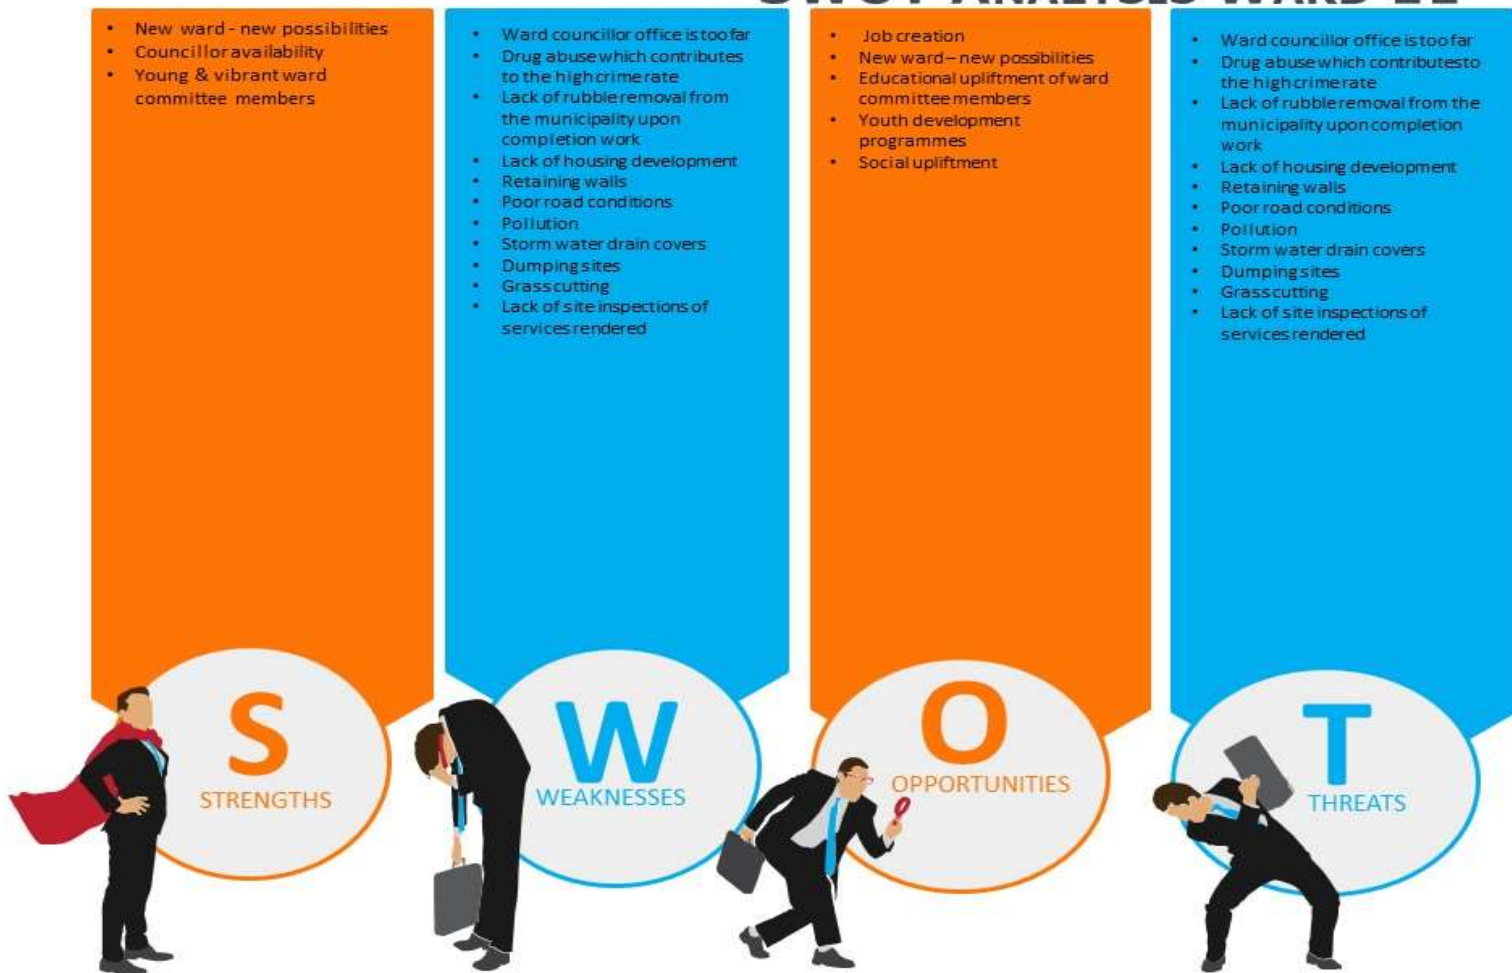 SWOT ANALYSIS WARD
• New ward - new possibilities
• Councillor availability
• Young & vibrant ward
committee members
• Ward councillor office is too far
• Drug abuse which contributes
to the high crime rate
• Lack of rubble removal from
the municipality upon
completion work
• Lack of housing development
• Retaining walls
• Poor road conditions
• Pollution
• Storm water drain covers
• Dumping sites
• Grass cutting
• Lack of site inspections of
services rendered
• Job creation
• New ward – new possibilities
• Educational upliftment of ward
committee members
• Youth development
programmes
• Social upliftment
• Ward councillor office is too far
• Drug abuse which contributes to
the high crime rate
• Lack of rubble removal from the
municipality upon completion
work
• Lack of housing development
• Retaining walls
• Poor road conditions
• Pollution
• Storm water drain covers
• Dumping sites
• Grass cutting
• Lack of site inspections of
services rendered
S
STRENGTHS
W
WEAKNESSES
O
OPPORTUNITIES
T
THREATS